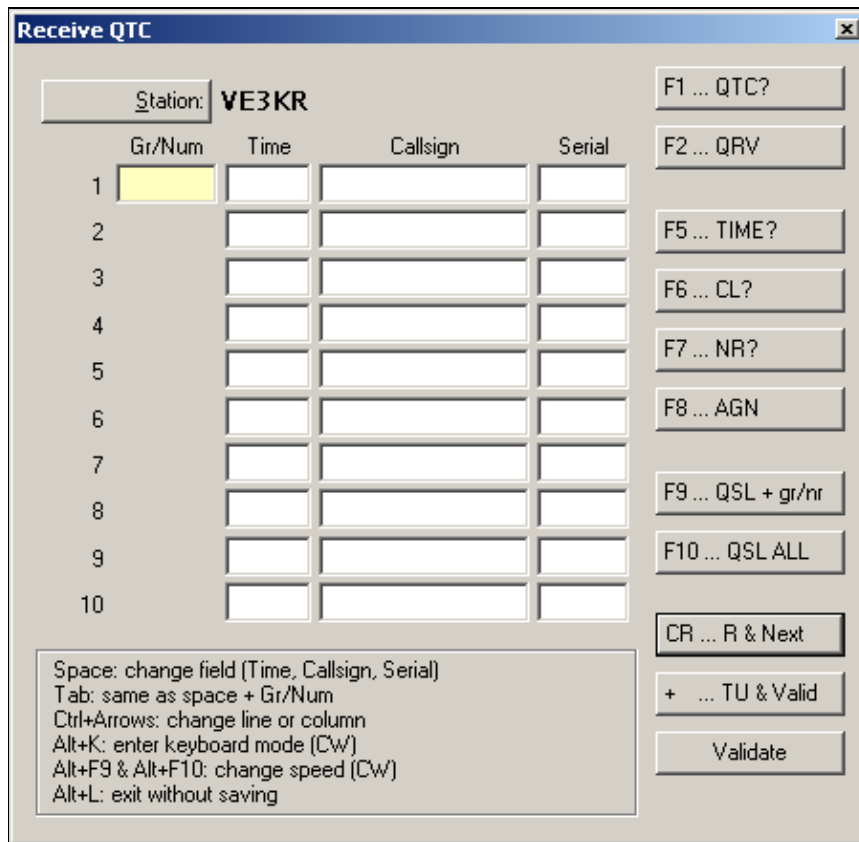 Receive QTC
Station: VE3KR
Gr/Num Time Callsign Serial
1
2
3
4
5
6
7
8
9
10
F1 ... QTC?
F2 ... QRV
F5 ... TIME?
F6 ... CL?
F7 ... NR?
F8 ... AGN
F9 ... QSL + gr/nr
F10 ... QSL ALL
CR ... R & Next
+ ... TU & Valid
Validate
Space: change field (Time, Callsign, Serial)
Tab: same as space + Gr/Num
Ctrl+Arrows: change line or column
Alt+K: enter keyboard mode (CW)
Alt+F9 & Alt+F10: change speed (CW)
Alt+L: exit without saving